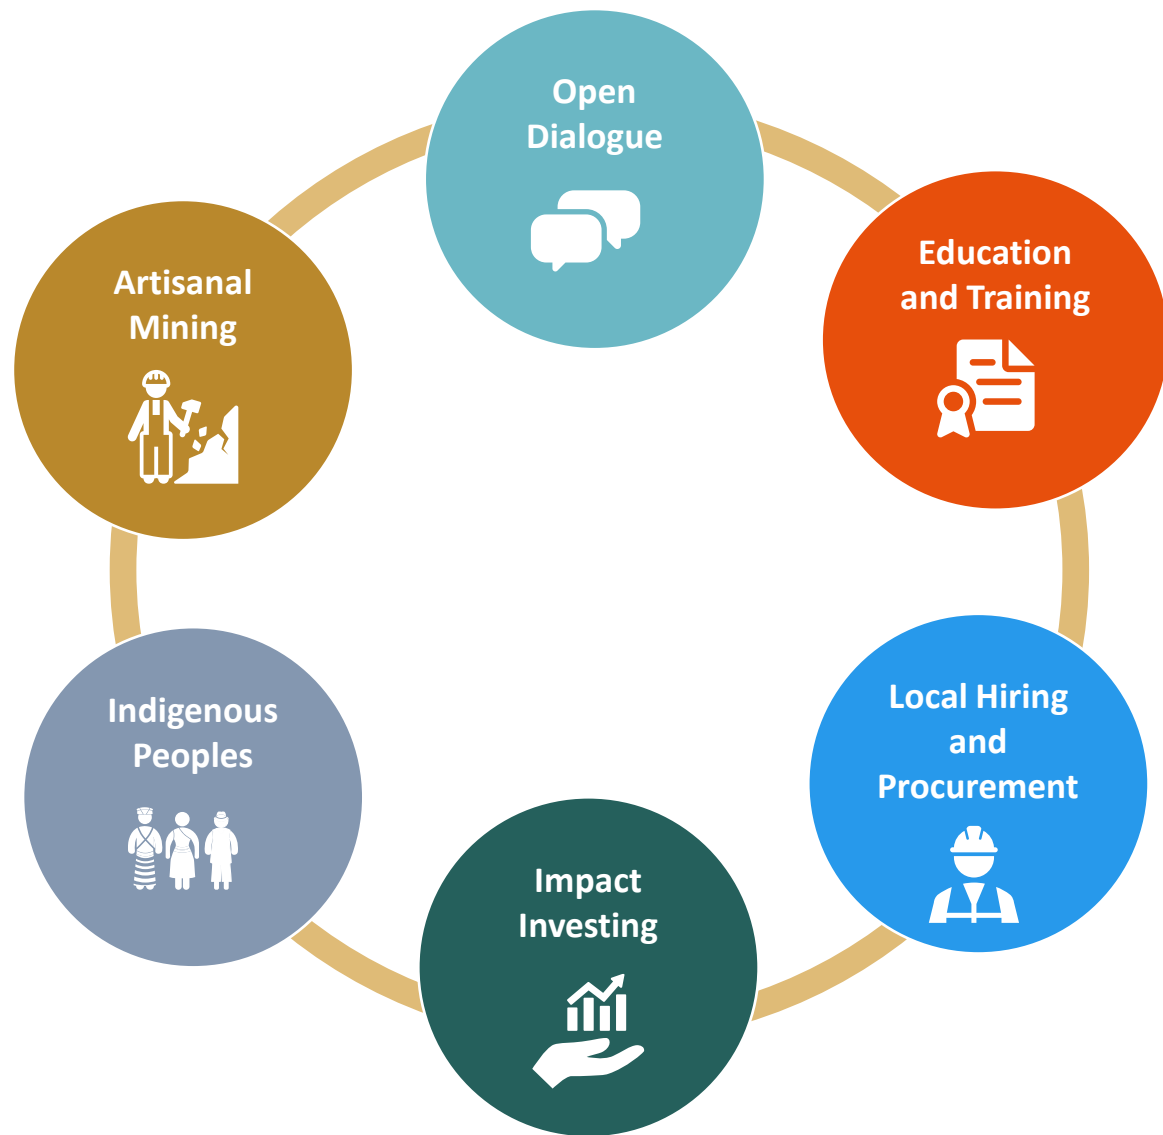 Open
Dialogue
Education
and Training
Local Hiring
and
Procurement
Impact
Investing
Indigenous
Peoples
Artisanal
Mining